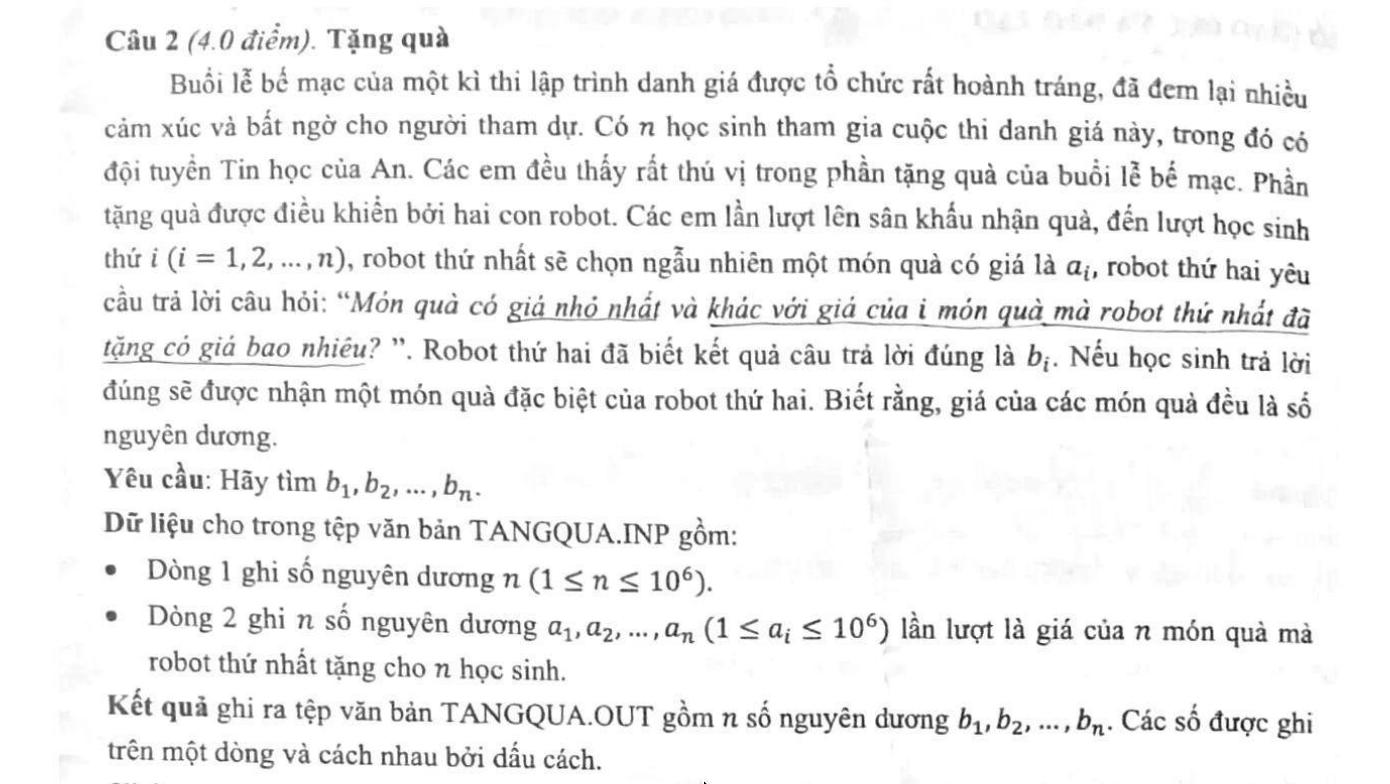 Câu 2 (4.0 điểm). Tặng quà
Buổi lễ bế mạc của một kì thi lập trình danh giá được tổ chức rất hoành tráng, đã đem lại nhiều
cảm xúc và bất ngờ cho người tham dự. Có n học sinh tham gia cuộc thi danh giá này, trong đó có
đội tuyển Tin học của An. Các em đều thấy rất thú vị trong phần tặng quà của buổi lễ bế mạc. Phần
tặng quà được điều khiển bởi hai con robot. Các em lần lượt lên sân khấu nhận quà, đến lượt học sinh
thứ i (i = 1, 2, ..., n), robot thứ nhất sẽ chọn ngẫu nhiên một món quà có giá là aᵢ, robot thứ hai yêu
cầu trả lời câu hỏi: “Món quà có giá nhỏ nhất và khác với giá của i món quà mà robot thứ nhất đã
tặng có giá bao nhiêu? ”. Robot thứ hai đã biết kết quả câu trả lời đúng là bᵢ. Nếu học sinh trả lời
đúng sẽ được nhận một món quà đặc biệt của robot thứ hai. Biết rằng, giá của các món quà đều là số
nguyên dương.
Yêu cầu: Hãy tìm b₁, b₂, ..., bₙ.
Dữ liệu cho trong tệp văn bản TANGQUA.INP gồm:
• Dòng 1 ghi số nguyên dương n (1 ≤ n ≤ 10⁶).
• Dòng 2 ghi n số nguyên dương a₁, a₂, ..., aₙ (1 ≤ aᵢ ≤ 10⁶) lần lượt là giá của n món quà mà
robot thứ nhất tặng cho n học sinh.
Kết quả ghi ra tệp văn bản TANGQUA.OUT gồm n số nguyên dương b₁, b₂, ..., bₙ. Các số được ghi
trên một dòng và cách nhau bởi dấu cách.